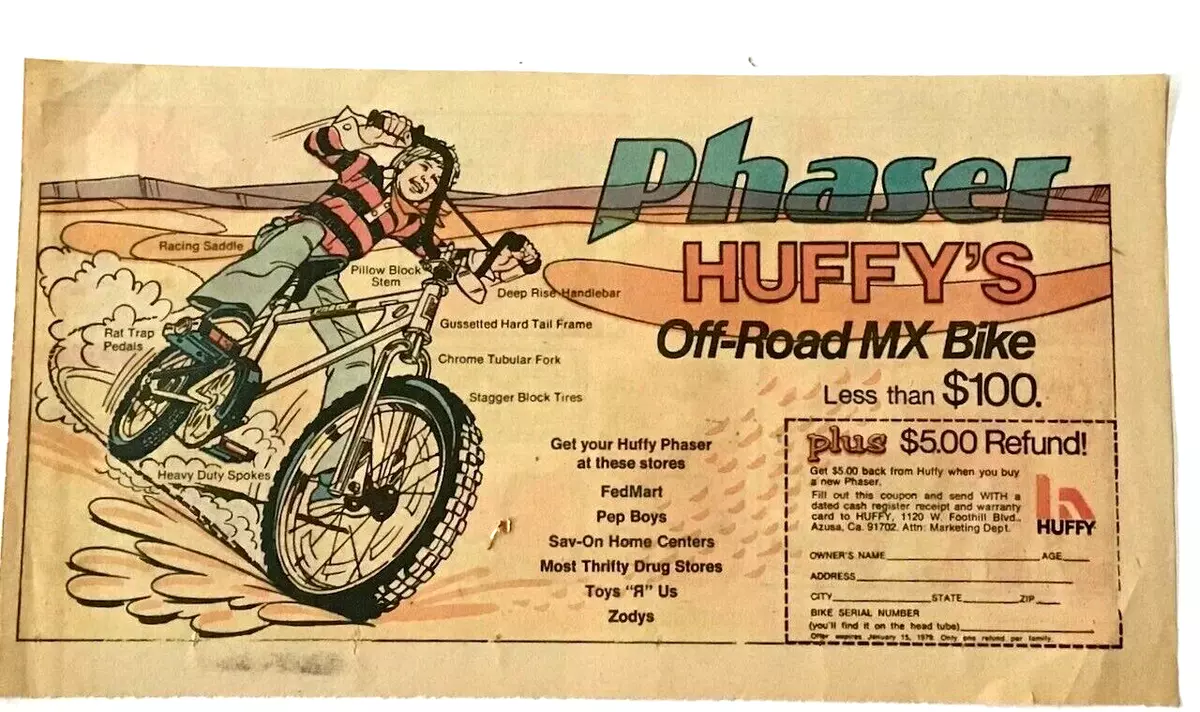 Phaser
HUFFY'S
Off-Road MX Bike
Less than $100.
Racing Saddle
Pillow Block
Stem
Deep Rise Handlebar
Gussetted Hard Tail Frame
Rat Trap
Pedals
Chrome Tubular Fork
Stagger Block Tires
Heavy Duty Spokes
Get your Huffy Phaser
at these stores
FedMart
Pep Boys
Sav-On Home Centers
Most Thrifty Drug Stores
Toys "Я" Us
Zodys
plus $5.00 Refund!
Get $5.00 back from Huffy when you buy
a new Phaser.
Fill out this coupon and send WITH a
dated cash register receipt and warranty
card to HUFFY, 1120 W. Foothill Blvd.,
Azusa, Ca. 91702. Attn: Marketing Dept.
HUFFY
OWNER'S NAME AGE
ADDRESS
CITY STATE ZIP
BIKE SERIAL NUMBER
(you'll find it on the head tube)
Offer expires January 15, 1979. Only one refund per family.